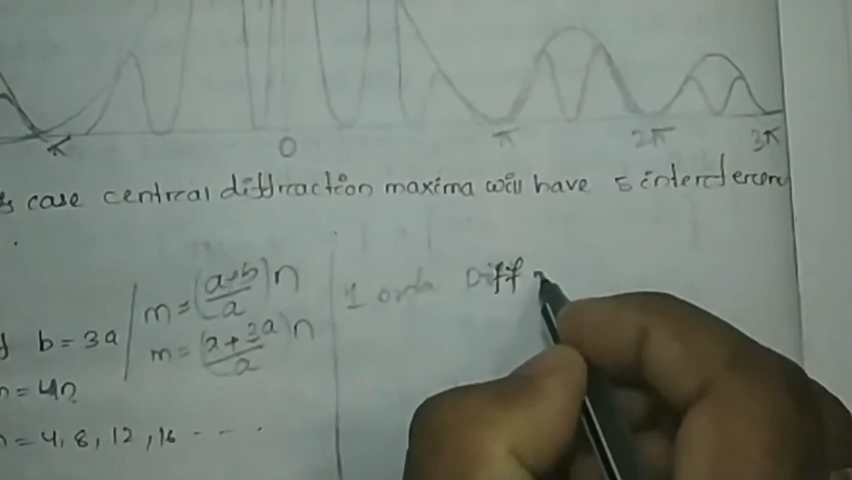 π 0 π 2π 3π
case central diffraction maxima will have 5 interferen
.
b = 3a
m = (a+b/a)n
m = (a+3a/a)n
= 4n
= 4, 8, 12, 16 - - - .
1 order Diff